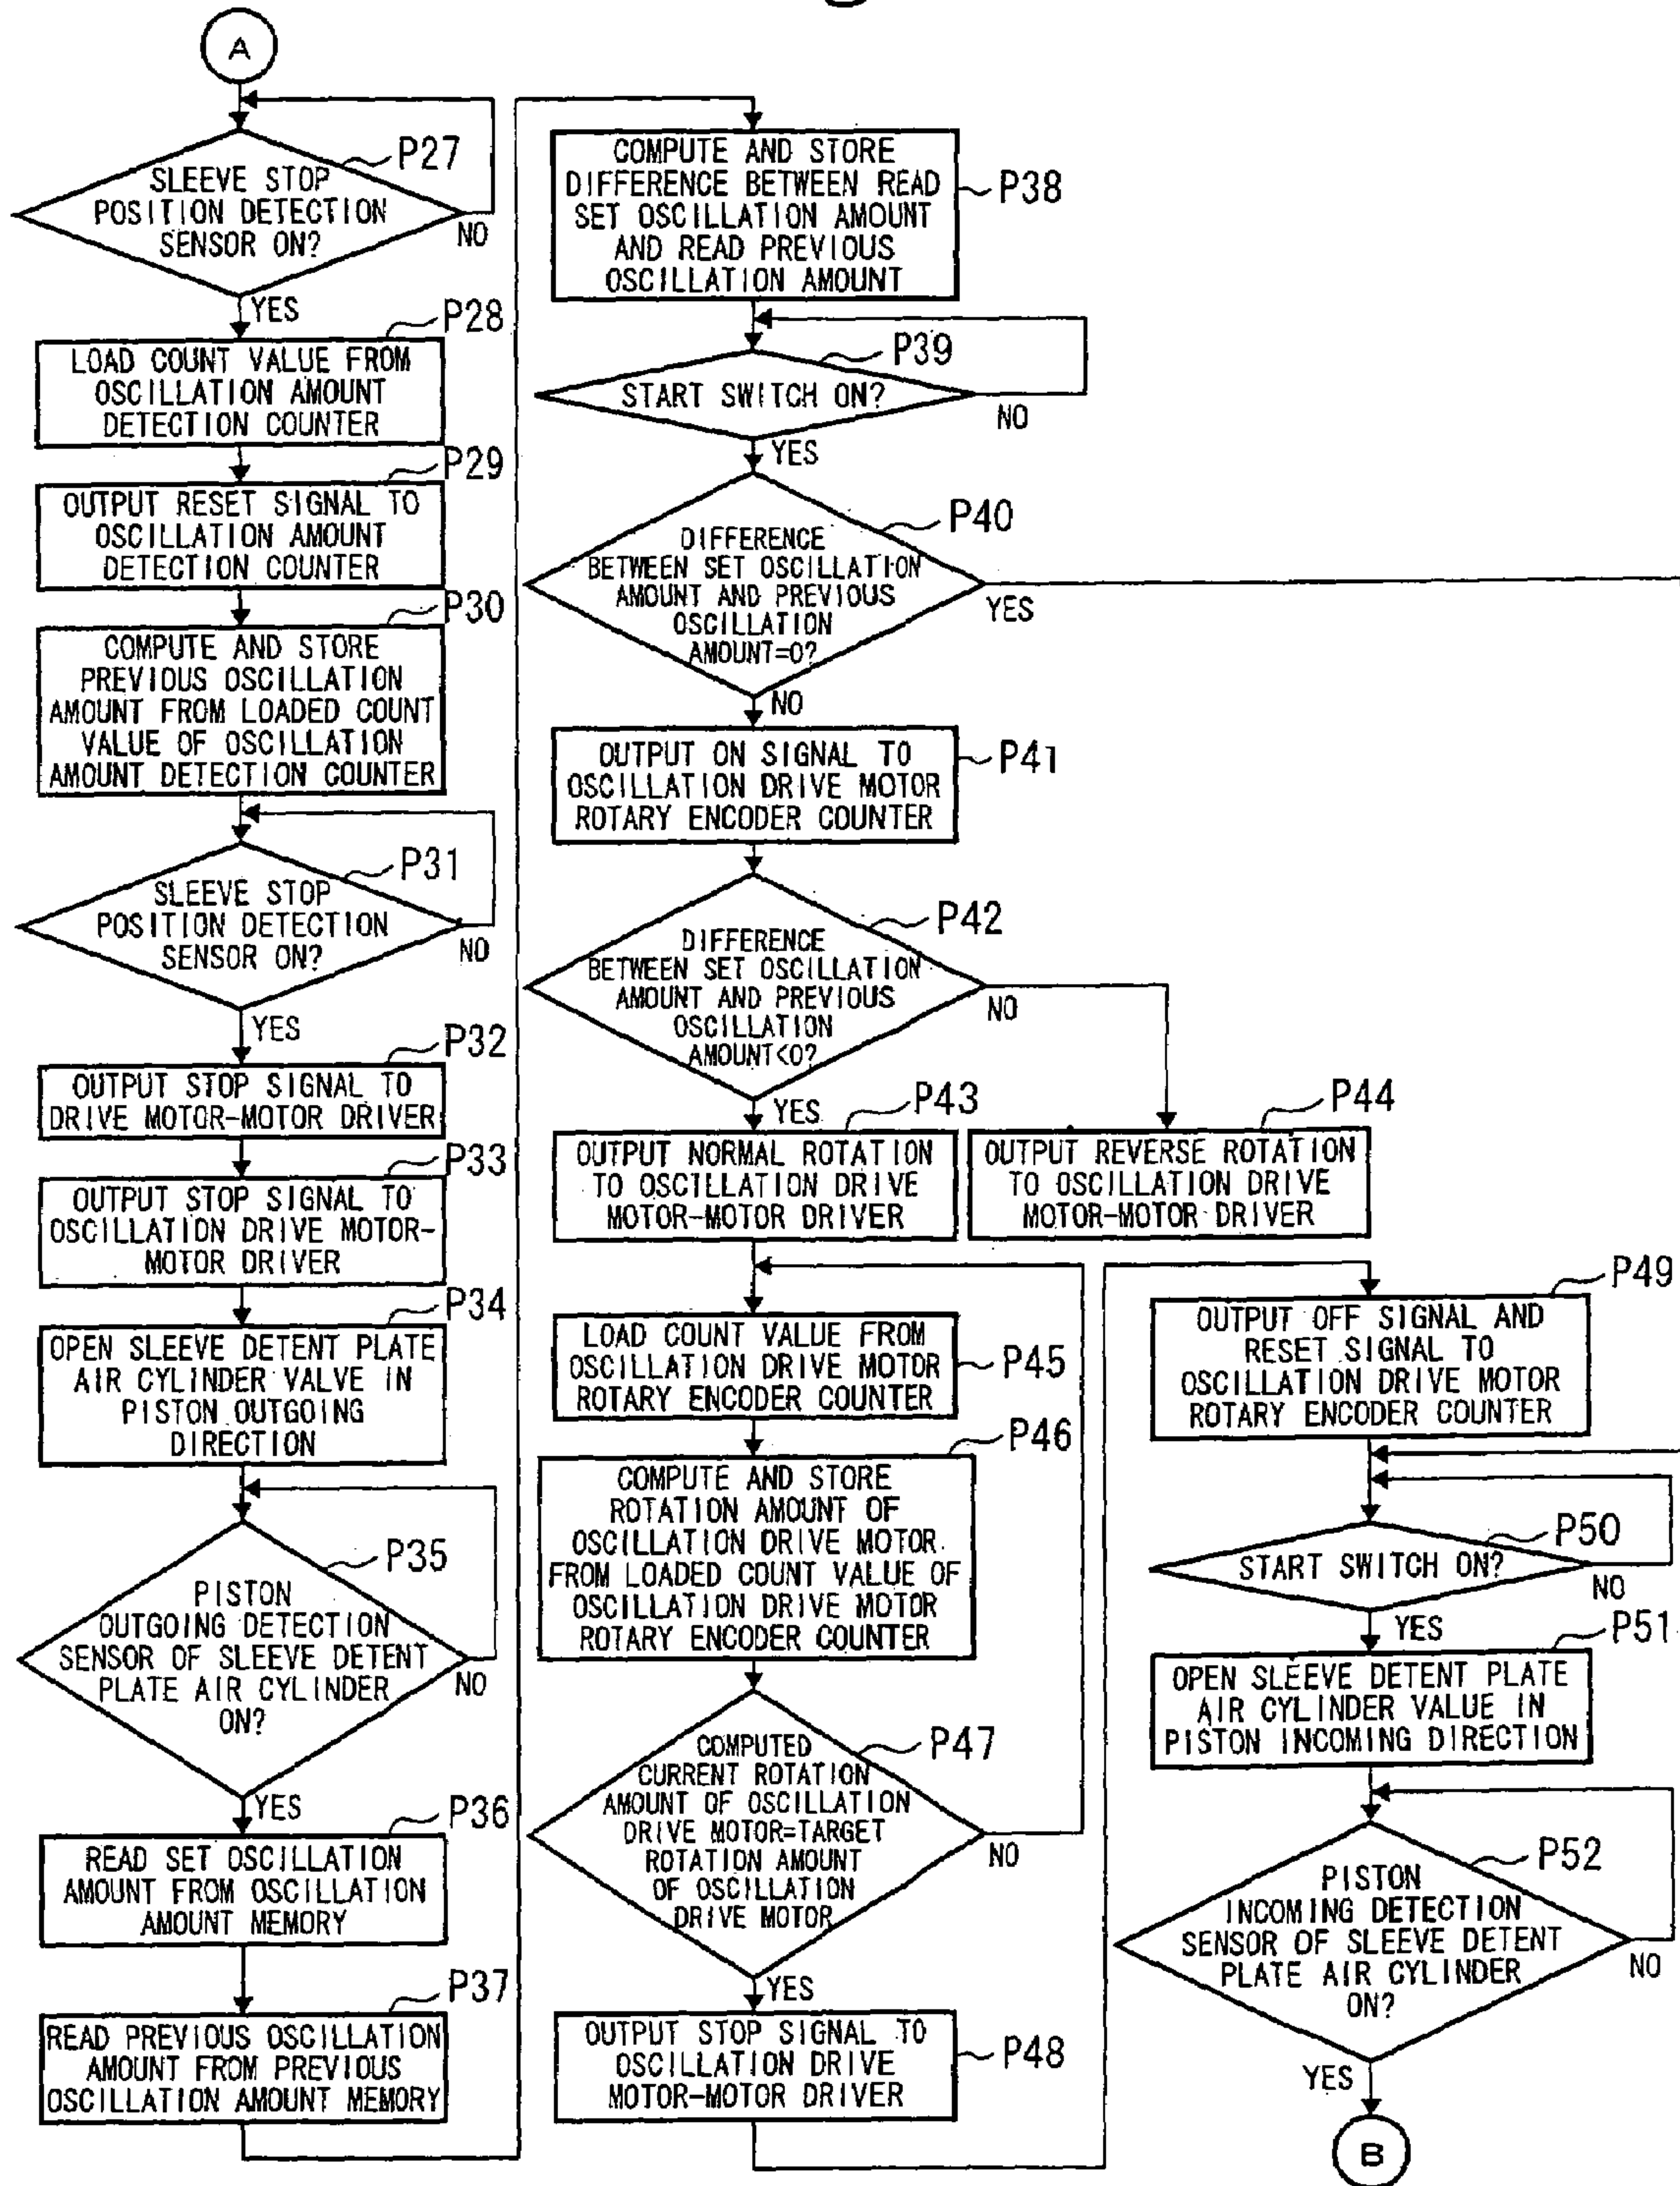 A
P27
SLEEVE STOP
POSITION DETECTION
SENSOR ON?
NO
YES
P28
LOAD COUNT VALUE FROM
OSCILLATION AMOUNT
DETECTION COUNTER
P29
OUTPUT RESET SIGNAL TO
OSCILLATION AMOUNT
DETECTION COUNTER
P30
COMPUTE AND STORE
PREVIOUS OSCILLATION
AMOUNT FROM LOADED COUNT
VALUE OF OSCILLATION
AMOUNT DETECTION COUNTER
P31
SLEEVE STOP
POSITION DETECTION
SENSOR ON?
NO
YES
P32
OUTPUT STOP SIGNAL TO
DRIVE MOTOR-MOTOR DRIVER
P33
OUTPUT STOP SIGNAL TO
OSCILLATION DRIVE MOTOR-
MOTOR DRIVER
P34
OPEN SLEEVE DETENT PLATE
AIR CYLINDER VALVE IN
PISTON OUTGOING
DIRECTION
P35
PISTON
OUTGOING DETECTION
SENSOR OF SLEEVE DETENT
PLATE AIR CYLINDER
ON?
NO
YES
P36
READ SET OSCILLATION
AMOUNT FROM OSCILLATION
AMOUNT MEMORY
P37
READ PREVIOUS OSCILLATION
AMOUNT FROM PREVIOUS
OSCILLATION AMOUNT MEMORY
COMPUTE AND STORE
DIFFERENCE BETWEEN READ
SET OSCILLATION AMOUNT
AND READ PREVIOUS
OSCILLATION AMOUNT
P38
P39
START SWITCH ON?
NO
YES
P40
DIFFERENCE
BETWEEN SET OSCILLATION
AMOUNT AND PREVIOUS
OSCILLATION
AMOUNT=0?
YES
NO
OUTPUT ON SIGNAL TO
OSCILLATION DRIVE MOTOR
ROTARY ENCODER COUNTER
P41
P42
DIFFERENCE
BETWEEN SET OSCILLATION
AMOUNT AND PREVIOUS
OSCILLATION
AMOUNT<0?
NO
YES
P43
OUTPUT NORMAL ROTATION
TO OSCILLATION DRIVE
MOTOR-MOTOR DRIVER
P44
OUTPUT REVERSE ROTATION
TO OSCILLATION DRIVE
MOTOR-MOTOR DRIVER
LOAD COUNT VALUE FROM
OSCILLATION DRIVE MOTOR
ROTARY ENCODER COUNTER
P45
P46
COMPUTE AND STORE
ROTATION AMOUNT OF
OSCILLATION DRIVE MOTOR
FROM LOADED COUNT VALUE OF
OSCILLATION DRIVE MOTOR
ROTARY ENCODER COUNTER
P47
COMPUTED
CURRENT ROTATION
AMOUNT OF OSCILLATION
DRIVE MOTOR=TARGET
ROTATION AMOUNT
OF OSCILLATION
DRIVE MOTOR
NO
YES
OUTPUT STOP SIGNAL TO
OSCILLATION DRIVE
MOTOR-MOTOR DRIVER
P48
P49
OUTPUT OFF SIGNAL AND
RESET SIGNAL TO
OSCILLATION DRIVE MOTOR
ROTARY ENCODER COUNTER
P50
START SWITCH ON?
NO
YES
P51
OPEN SLEEVE DETENT PLATE
AIR CYLINDER VALUE IN
PISTON INCOMING DIRECTION
P52
PISTON
INCOMING DETECTION
SENSOR OF SLEEVE DETENT
PLATE AIR CYLINDER
ON?
NO
YES
B